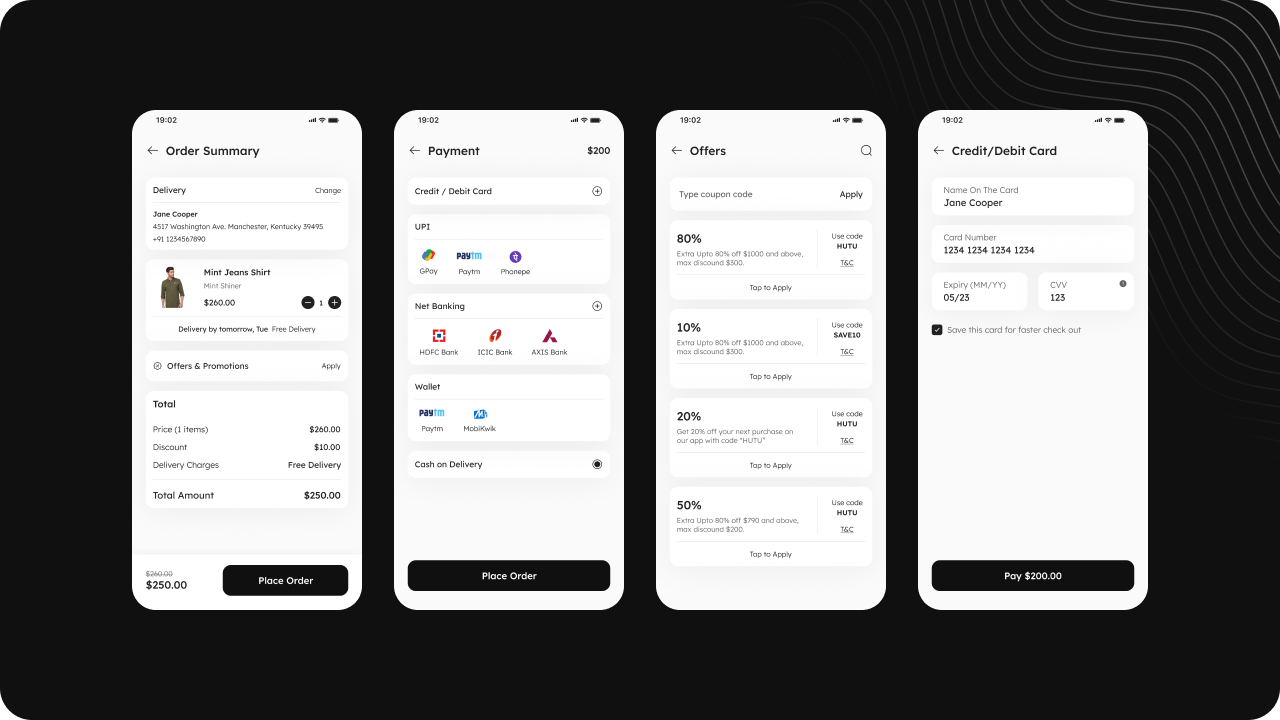 19:02
Order Summary
Delivery
Change
Jane Cooper
4517 Washington Ave. Manchester, Kentucky 39495
+91 1234567890
Mint Jeans Shirt
Mint Shiner
$260.00
1
Delivery by tomorrow, Tue Free Delivery
Offers & Promotions
Apply
Total
Price (1 items) $260.00
Discount $10.00
Delivery Charges Free Delivery
Total Amount $250.00
$260.00
$250.00
Place Order
19:02
Payment
$200
Credit / Debit Card
UPI
GPay
Paytm
Paytm
Phonepe
Net Banking
HDFC Bank
ICIC Bank
AXIS Bank
Wallet
Paytm
Paytm
MobiKwik
Cash on Delivery
Place Order
19:02
Offers
Type coupon code
Apply
80%
Extra Upto 80% off $1000 and above,
max discound $300.
Use code
HUTU
T&C
Tap to Apply
10%
Extra Upto 80% off $1000 and above,
max discound $300.
Use code
SAVE10
T&C
Tap to Apply
20%
Get 20% off your next purchase on
our app with code "HUTU"
Use code
HUTU
T&C
Tap to Apply
50%
Extra Upto 80% off $790 and above,
max discound $200.
Use code
HUTU
T&C
Tap to Apply
19:02
Credit/Debit Card
Name On The Card
Jane Cooper
Card Number
1234 1234 1234 1234
Expiry (MM/YY)
05/23
CVV
123
Save this card for faster check out
Pay $200.00